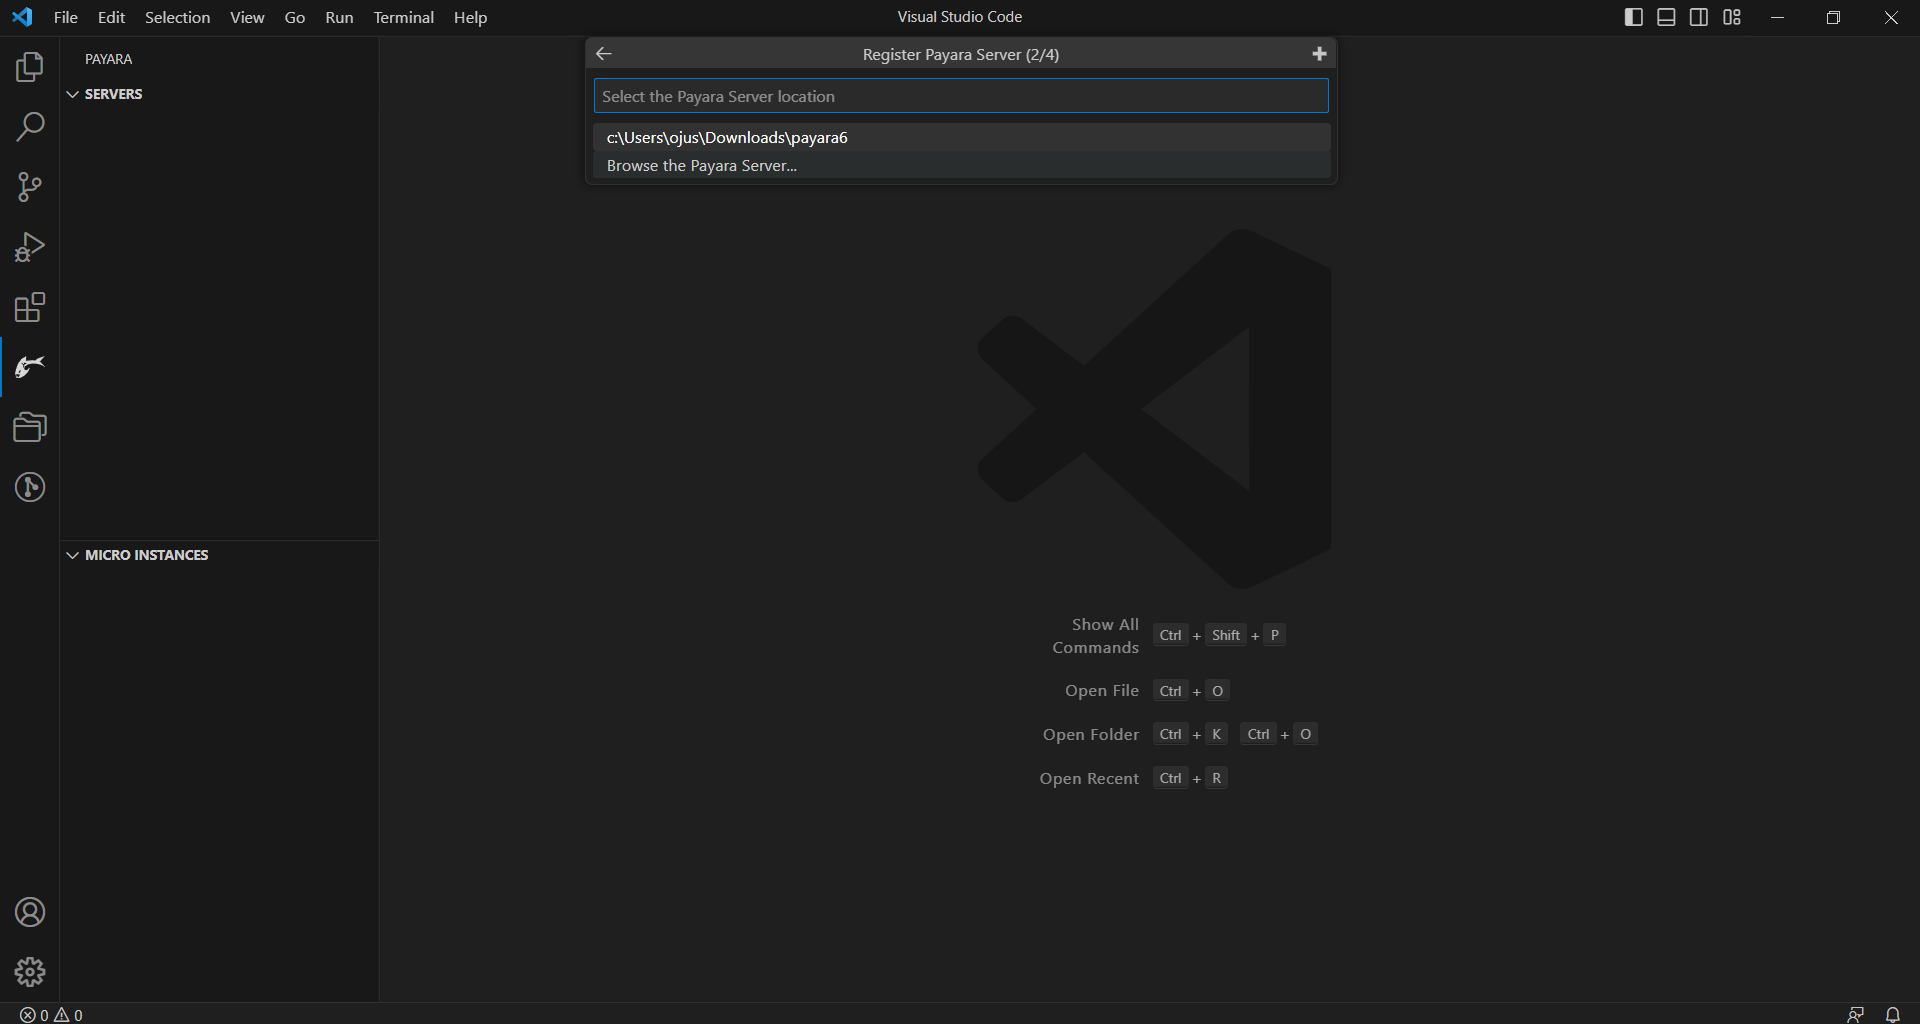 File Edit Selection View Go Run Terminal Help
Visual Studio Code
PAYARA
SERVERS
Register Payara Server (2/4)
Select the Payara Server location
c:\Users\ojus\Downloads\payara6
Browse the Payara Server...
MICRO INSTANCES
Show All
Commands Ctrl + Shift + P
Open File Ctrl + O
Open Folder Ctrl + K Ctrl + O
Open Recent Ctrl + R
0 0